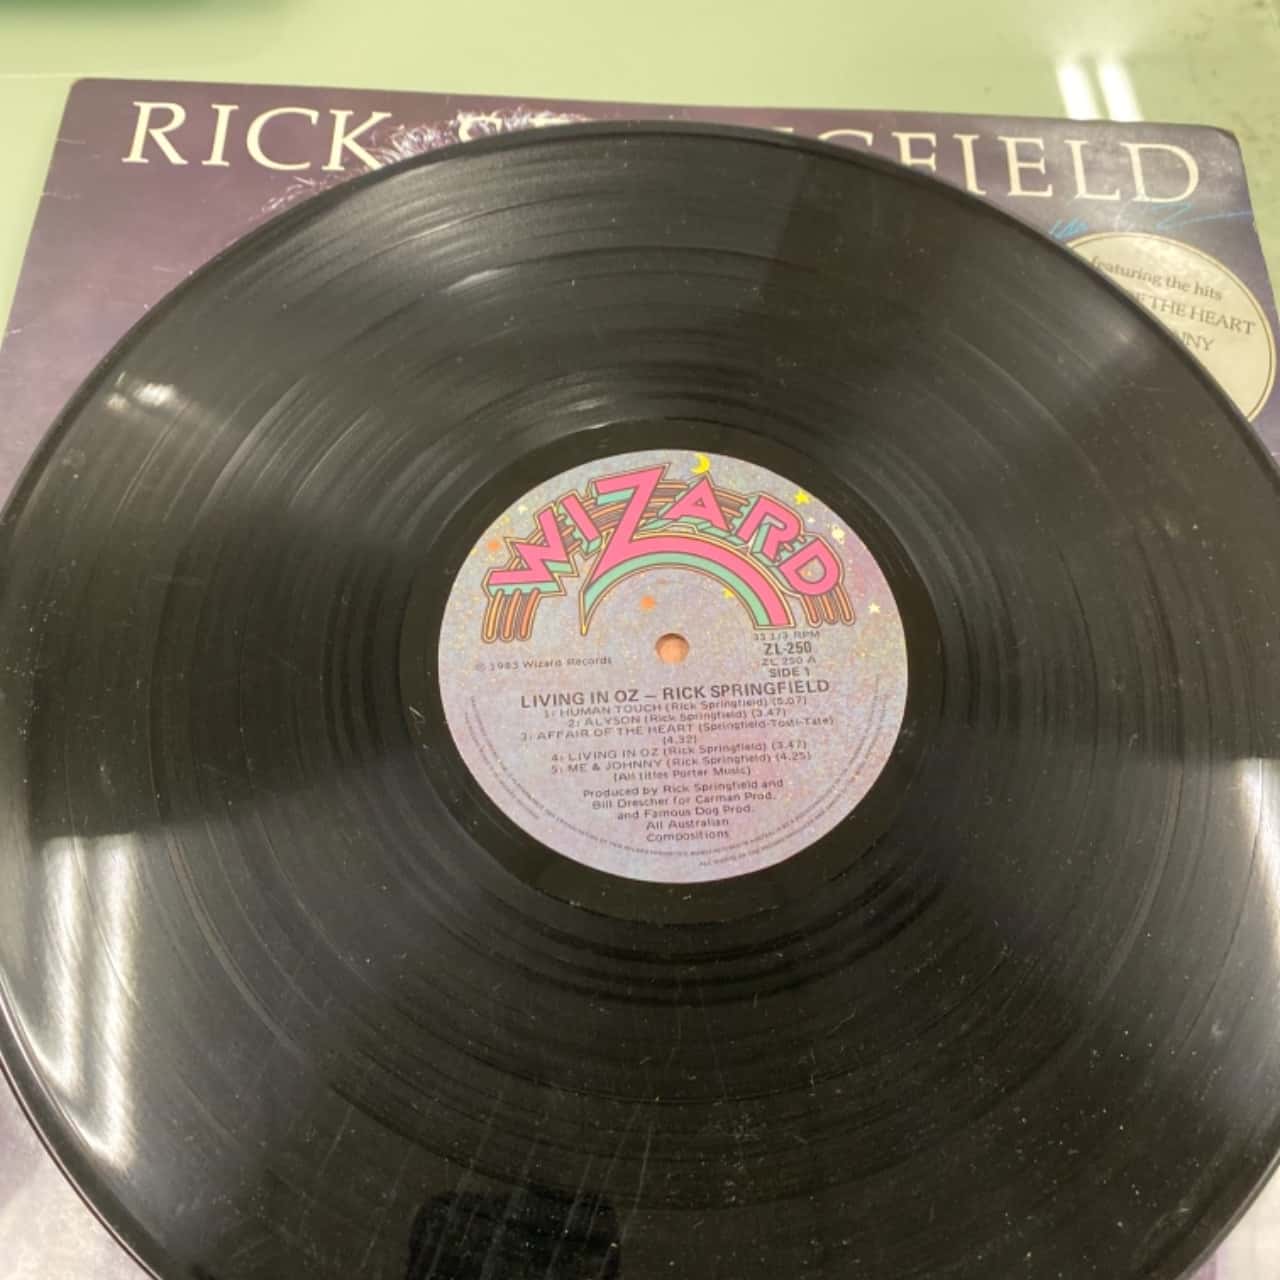 RICK S GFIELD
in Oz
featuring the hits
THE HEART
NNY
WIZARD
33 1/3 RPM
ZL-250
ZL 250 A
© 1983 Wizard Records
SIDE 1
LIVING IN OZ – RICK SPRINGFIELD
1: HUMAN TOUCH (Rick Springfield) (5.07)
2: ALYSON (Rick Springfield) (3.47)
3: AFFAIR OF THE HEART (Springfield-Tosti-Tate)
(4.32)
4: LIVING IN OZ (Rick Springfield) (3.47)
5: ME & JOHNNY (Rick Springfield) (4.25)
(All titles Porter Music)
Produced by Rick Springfield and
Bill Drescher for Carman Prod.
and Famous Dog Prod.
All Australian
Compositions